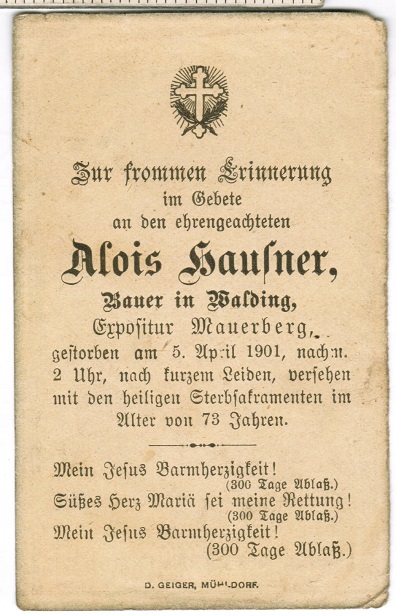 Zur frommen Erinnerung
im Gebete
an den ehrengeachteten
Alois Hausner,
Bauer in Walding,
Expositur Mauerberg,
gestorben am 5. April 1901, nachm.
2 Uhr, nach kurzem Leiden, versehen
mit den heiligen Sterbsakramenten im
Alter von 73 Jahren.
Mein Jesus Barmherzigkeit!
(300 Tage Ablaß.)
Süßes Herz Mariä sei meine Rettung!
(300 Tage Ablaß.)
Mein Jesus Barmherzigkeit!
(300 Tage Ablaß.)
D. GEIGER, MÜHLDORF.